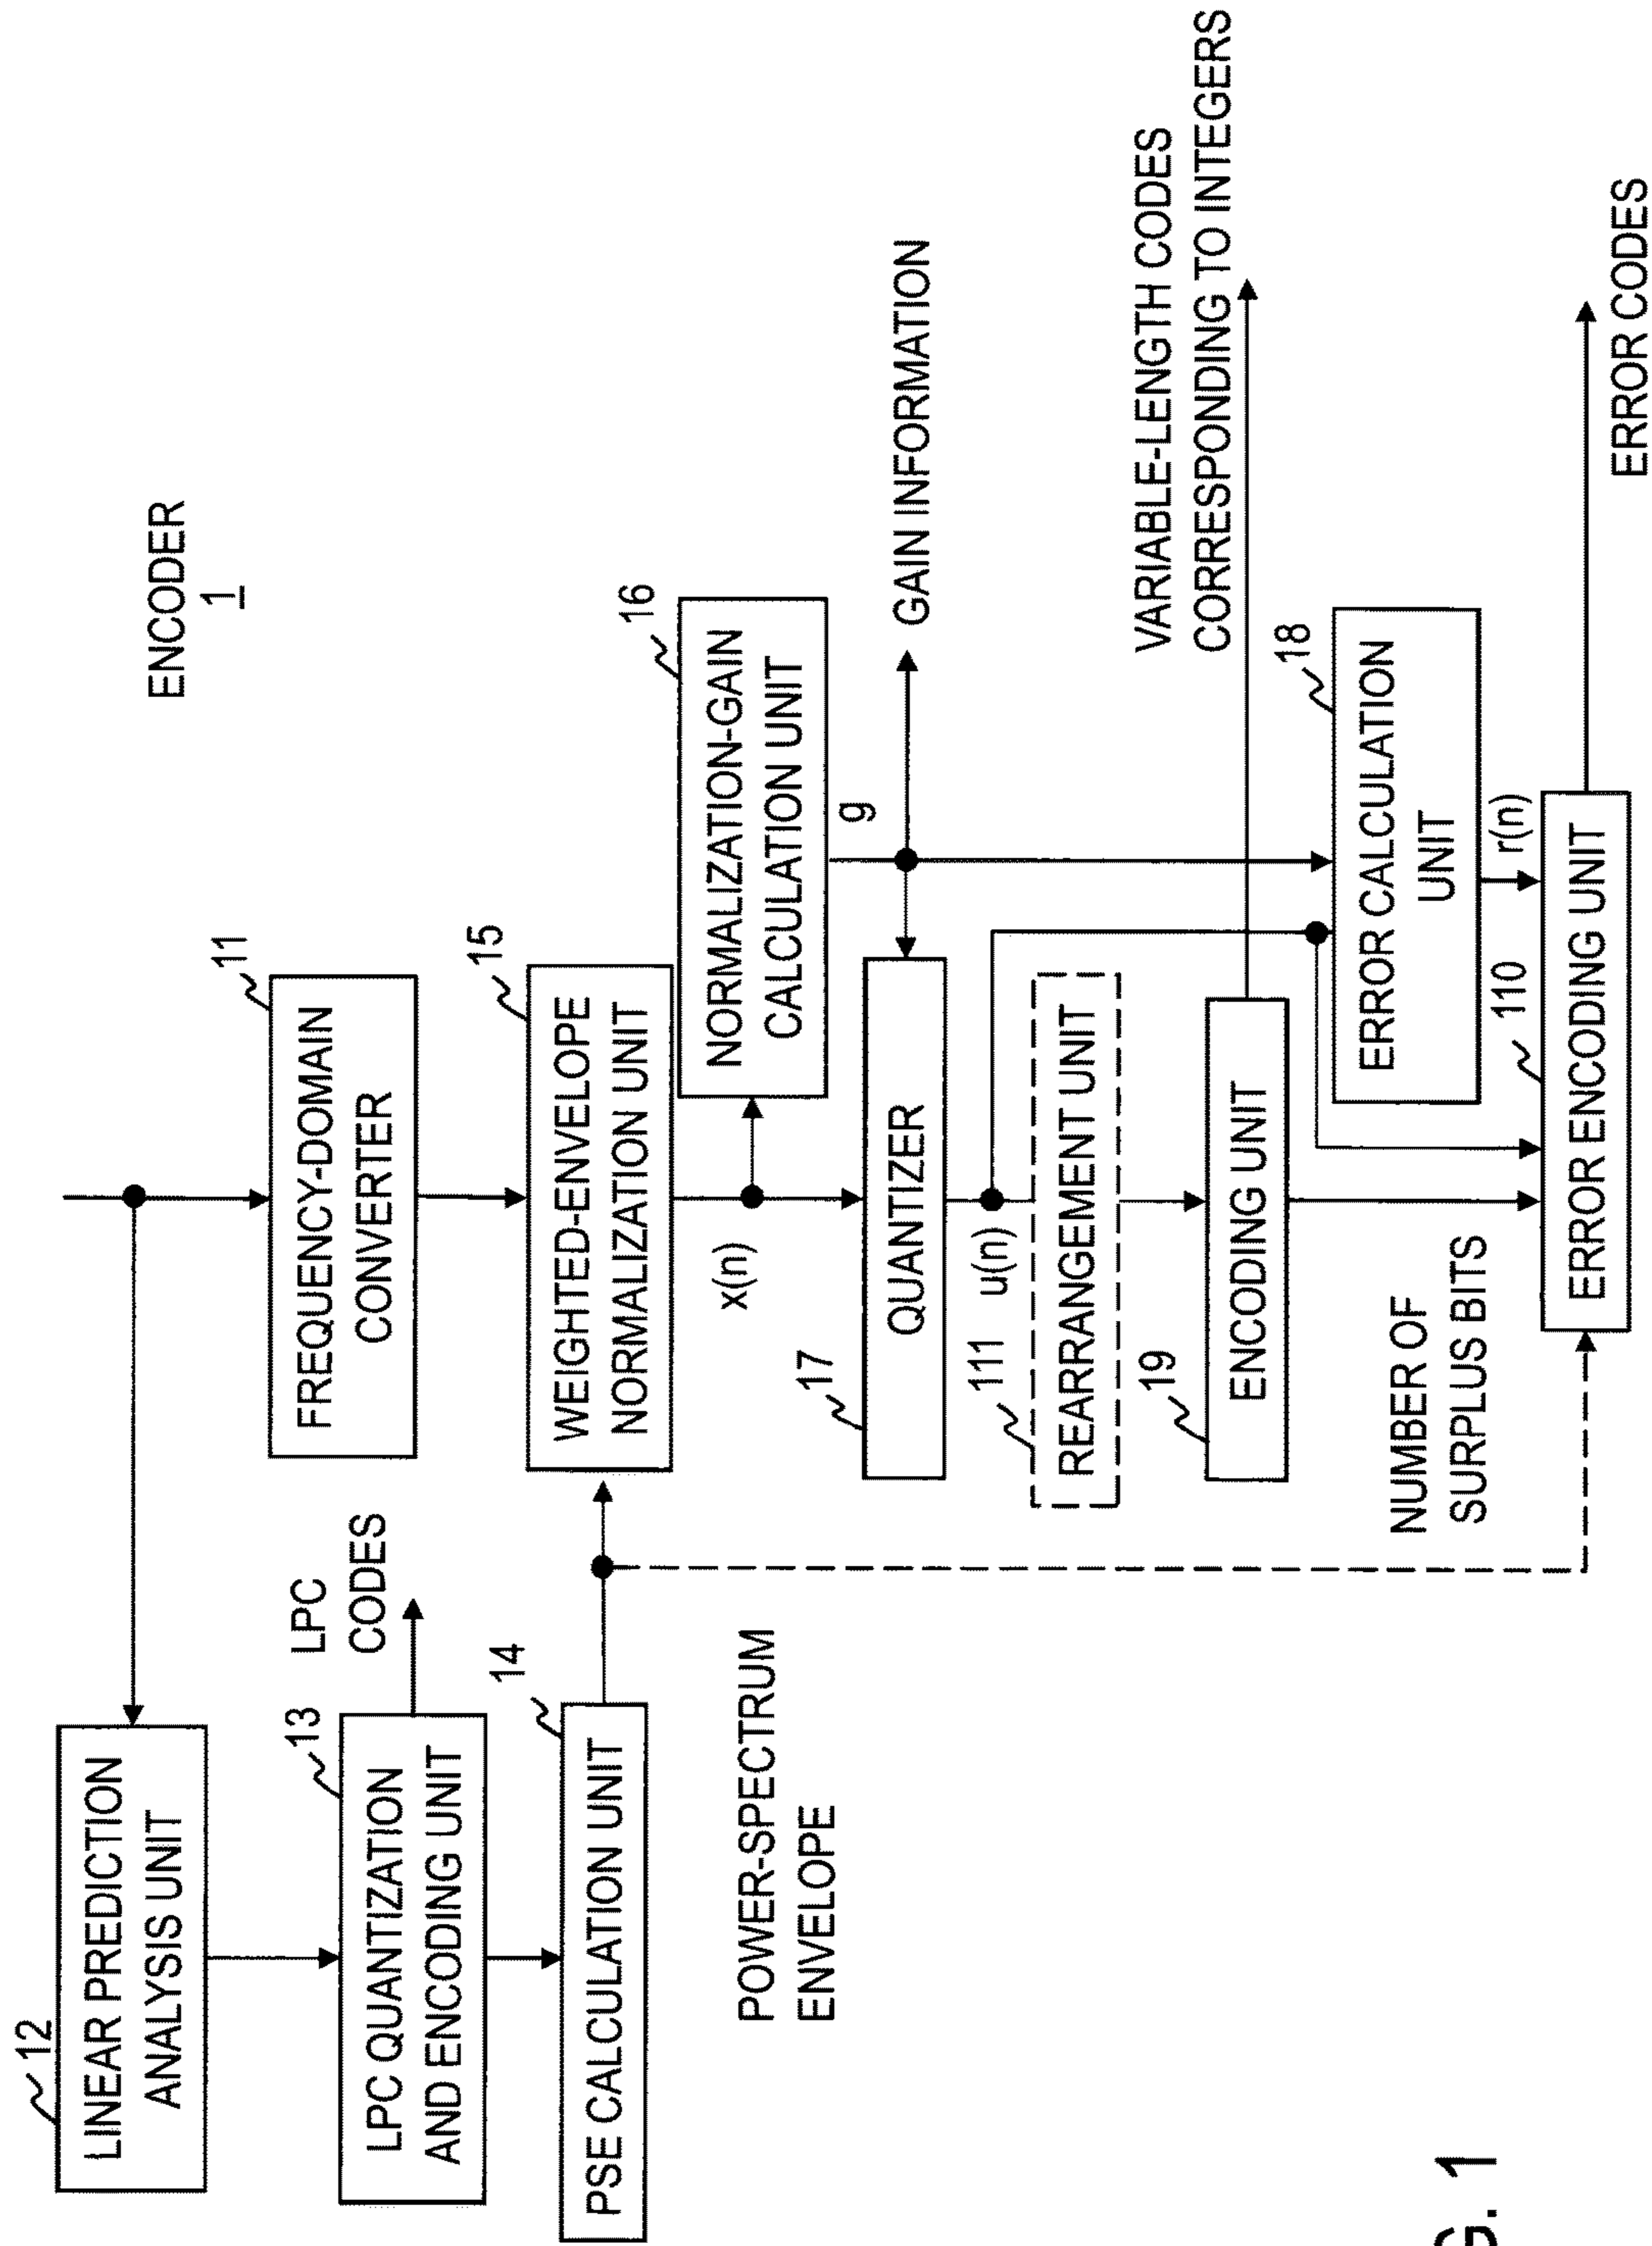 ENCODER
1
12
LINEAR PREDICTION
ANALYSIS UNIT
11
FREQUENCY-DOMAIN
CONVERTER
13
LPC QUANTIZATION
AND ENCODING UNIT
LPC
CODES
14
PSE CALCULATION UNIT
POWER-SPECTRUM
ENVELOPE
15
WEIGHTED-ENVELOPE
NORMALIZATION UNIT
x(n)
16
NORMALIZATION-GAIN
CALCULATION UNIT
g
GAIN INFORMATION
17
QUANTIZER
u(n)
111
REARRANGEMENT UNIT
19
ENCODING UNIT
VARIABLE-LENGTH CODES
CORRESPONDING TO INTEGERS
18
ERROR CALCULATION
UNIT
r(n)
NUMBER OF
SURPLUS BITS
110
ERROR ENCODING UNIT
ERROR CODES
G. 1